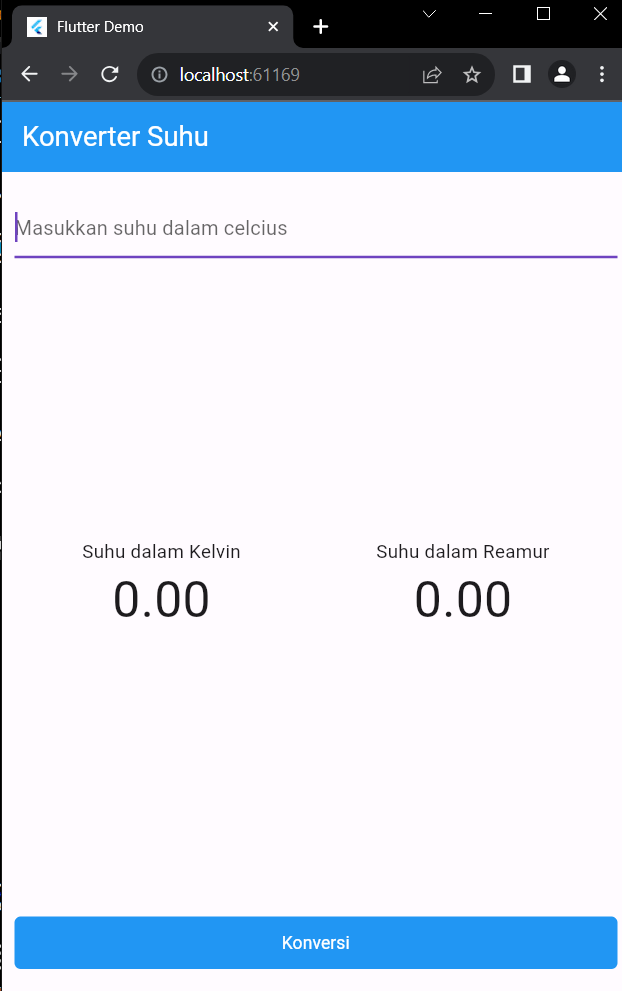 Flutter Demo
localhost:61169
Konverter Suhu
Masukkan suhu dalam celcius
Suhu dalam Kelvin
0.00
Suhu dalam Reamur
0.00
Konversi